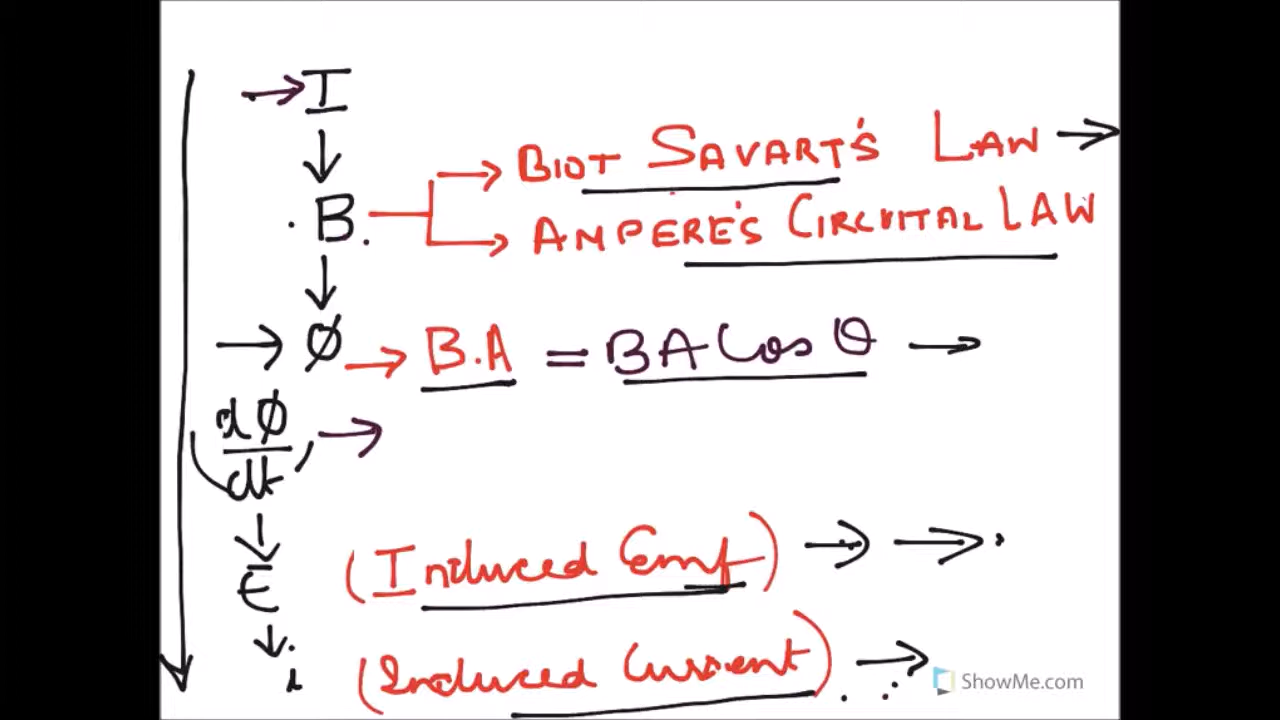 → I
↓
B → BIOT SAVART'S LAW →
→ AMPERE'S CIRCUITAL LAW
↓
→ Ø → B.A = BA Cos θ →
(dØ/dt) →
↓
E (Induced Emf) → →
↓
i (Induced Current) →
ShowMe.com